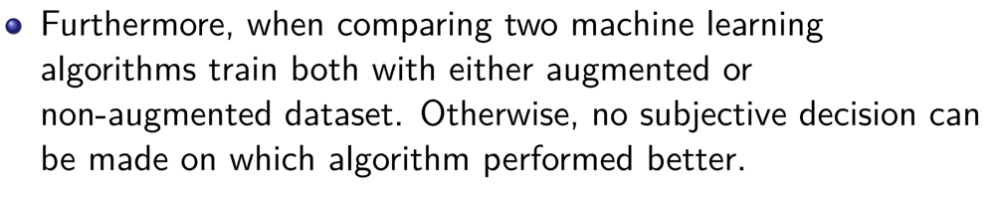 Furthermore, when comparing two machine learning
algorithms train both with either augmented or
non-augmented dataset. Otherwise, no subjective decision can
be made on which algorithm performed better.